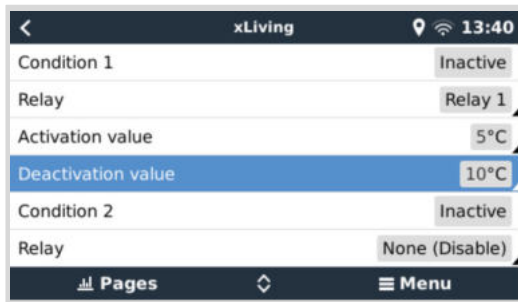 xLiving 13:40
Condition 1 Inactive
Relay Relay 1
Activation value 5°C
Deactivation value 10°C
Condition 2 Inactive
Relay None (Disable)
Pages Menu